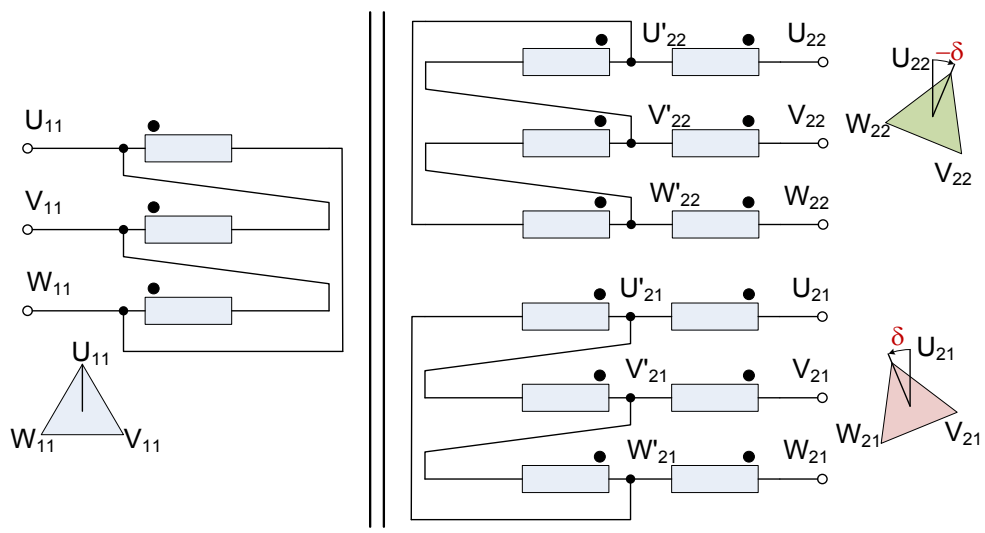 U₁₁
V₁₁
W₁₁
U₁₁
W₁₁ V₁₁
U'₂₂ U₂₂
V'₂₂ V₂₂
W'₂₂ W₂₂
U₂₂ −δ
W₂₂
V₂₂
U'₂₁ U₂₁
V'₂₁ V₂₁
W'₂₁ W₂₁
δ
U₂₁
W₂₁ V₂₁